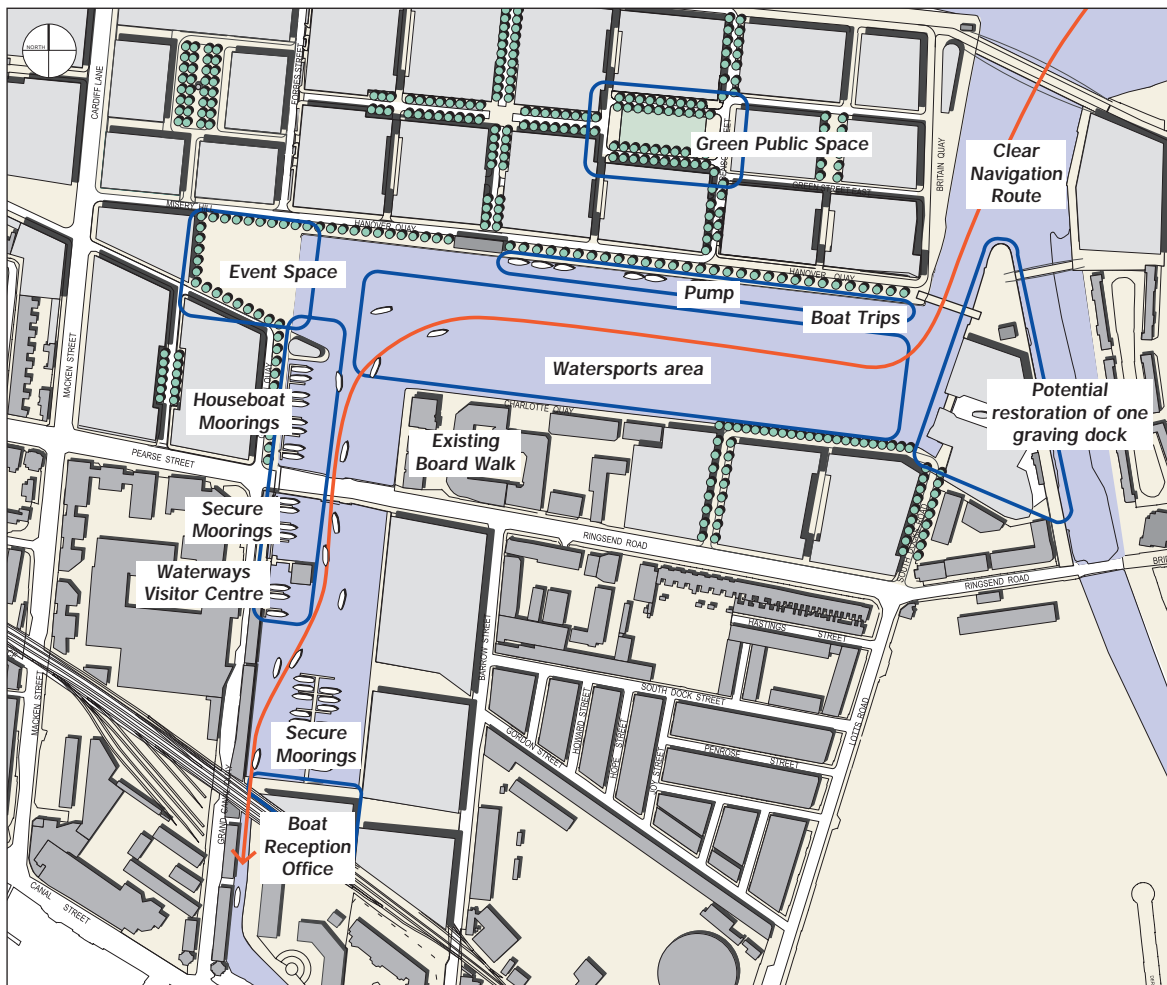 NORTH
CARDIFF LANE
FORBES STREET
Green Public Space
GREEN STREET EAST
BRITAIN QUAY
Clear
Navigation
Route
MISERY HILL
HANOVER QUAY
Event Space
HANOVER QUAY
Pump
Boat Trips
MACKEN STREET
QUAY
Watersports area
Houseboat
Moorings
CHARLOTTE QUAY
Potential
restoration of one
graving dock
Existing
Board Walk
PEARSE STREET
Secure
Moorings
RINGSEND ROAD
RINGSEND ROAD
Waterways
Visitor Centre
HASTINGS STREET
BARROW STREET
SOUTH DOCK STREET
MACKEN STREET
HOWARD STREET
HOPE STREET
JOY STREET
PENROSE STREET
LOTTS ROAD
GORDON STREET
Secure
Moorings
GRAND CANAL QUAY
Boat
Reception
Office
CANAL STREET